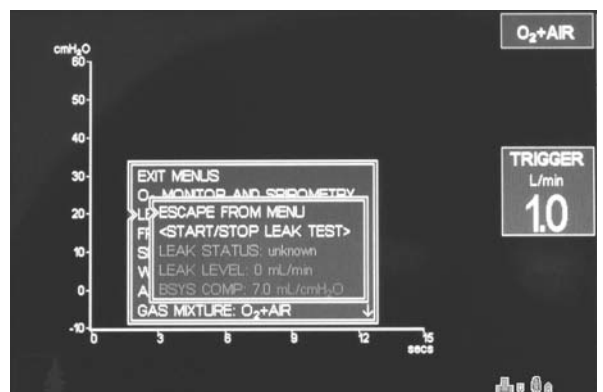 cmH₂O
O₂+AIR
60
50
40
30
20
10
0
-10
0
3
6
9
12
15
secs
EXIT MENUS
O₂ MONITOR AND SPIROMETRY
LE
FR
S
W
A
GAS MIXTURE: O₂+AIR
>ESCAPE FROM MENU
<START/STOP LEAK TEST>
LEAK STATUS: unknown
LEAK LEVEL: 0 mL/min
BSYS COMP: 7.0 mL/cmH₂O
TRIGGER
L/min
1.0